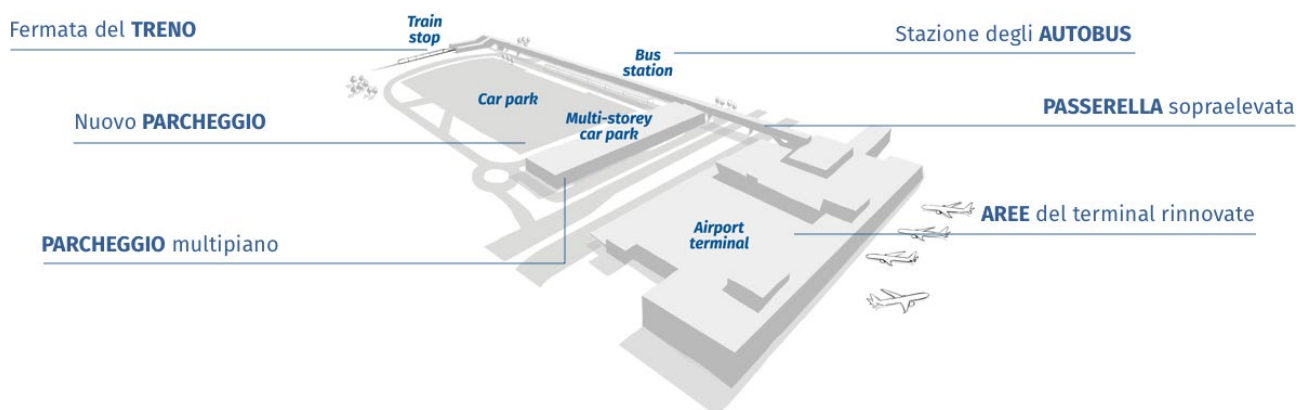 Fermata del TRENO
Train
stop
Stazione degli AUTOBUS
Bus
station
Car park
PASSERELLA sopraelevata
Nuovo PARCHEGGIO
Multi-storey
car park
AREE del terminal rinnovate
PARCHEGGIO multipiano
Airport
terminal